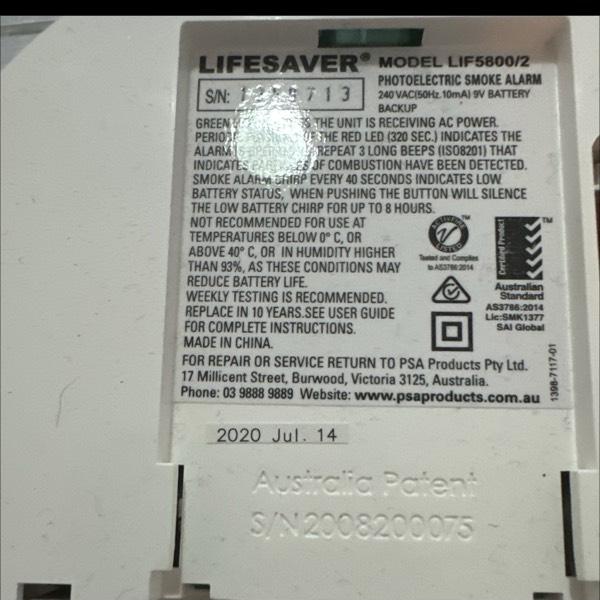 LIFESAVER® MODEL LIF5800/2
PHOTOELECTRIC SMOKE ALARM
S/N: 713
240 VAC(50Hz.10mA) 9V BATTERY
BACKUP
GREEN THE UNIT IS RECEIVING AC POWER.
THE RED LED (320 SEC.) INDICATES THE
ALARM REPEAT 3 LONG BEEPS (ISO8201) THAT
INDICATES OF COMBUSTION HAVE BEEN DETECTED.
SMOKE ALARM CHIRP EVERY 40 SECONDS INDICATES LOW
BATTERY STATUS, WHEN PUSHING THE BUTTON WILL SILENCE
THE LOW BATTERY CHIRP FOR UP TO 8 HOURS.
NOT RECOMMENDED FOR USE AT
TEMPERATURES BELOW 0° C, OR
ABOVE 40° C, OR IN HUMIDITY HIGHER
THAN 93%, AS THESE CONDITIONS MAY
REDUCE BATTERY LIFE.
WEEKLY TESTING IS RECOMMENDED.
REPLACE IN 10 YEARS.SEE USER GUIDE
FOR COMPLETE INSTRUCTIONS.
MADE IN CHINA.
ACTIVFIRE
LISTED
TM
Tested and Complies
to AS3786:2014
Certified Product
TM
Australian
Standard
AS3786:2014
Lic:SMK1377
SAI Global
FOR REPAIR OR SERVICE RETURN TO PSA Products Pty Ltd.
17 Millicent Street, Burwood, Victoria 3125, Australia.
Phone: 03 9888 9889 Website: www.psaproducts.com.au
1398-7117-01
2020 Jul. 14
Australia Patent
S/N2008200075